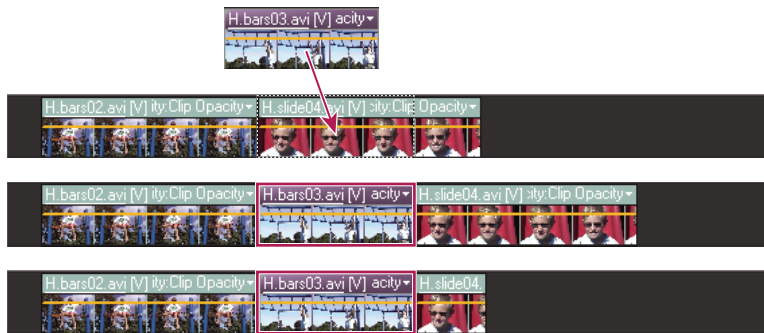 H.bars03.avi [V] acity
H.bars02.avi [V] ity:Clip Opacity H.slide04.avi [V] :ity:Clip Opacity
H.bars02.avi [V] ity:Clip Opacity H.bars03.avi [V] acity H.slide04.avi [V] :ity:Clip Opacity
H.bars02.avi [V] ity:Clip Opacity H.bars03.avi [V] acity H.slide04.